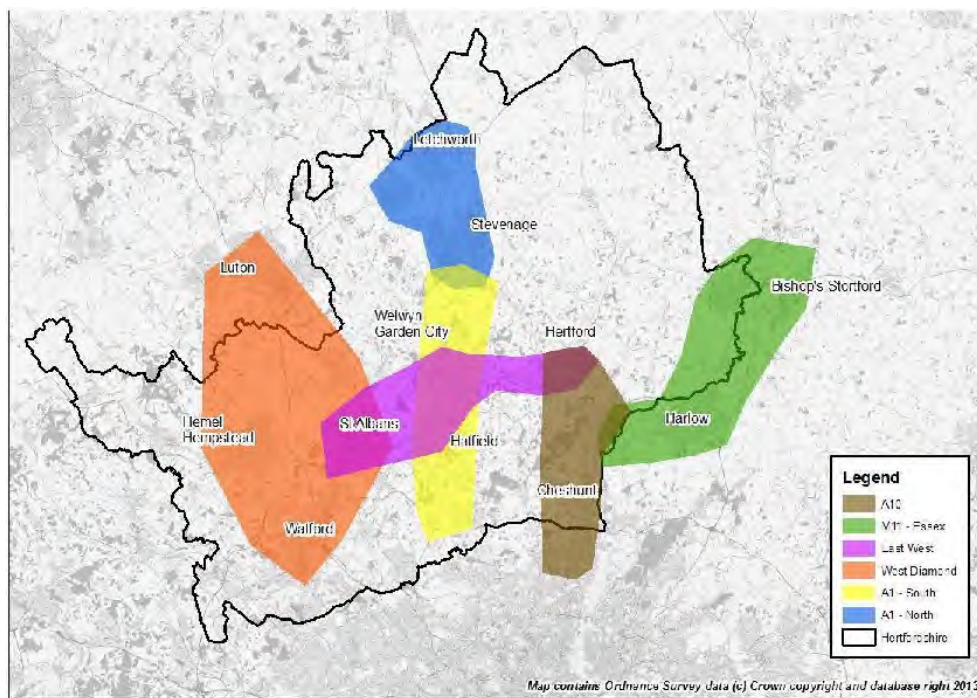 Letchworth
Stevenage
Luton
Bishop's Stortford
Welwyn
Garden City
Hertford
Hemel
Hempstead
St Albans
Hatfield
Harlow
Cheshunt
Watford
Legend
A10
M11 - Essex
East West
West Diamond
A1 - South
A1 - North
Hertfordshire
Map contains Ordnance Survey data (c) Crown copyright and database right 2013